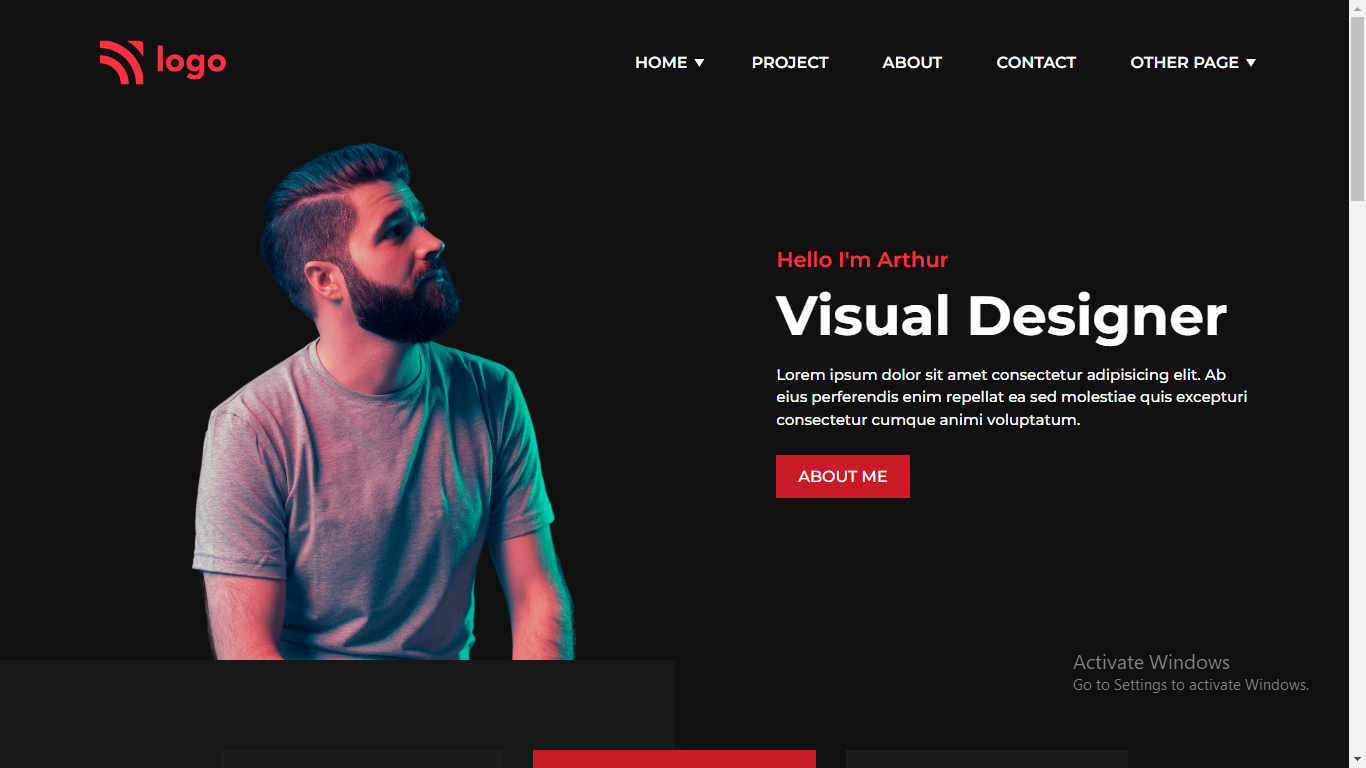 logo
HOME
PROJECT
ABOUT
CONTACT
OTHER PAGE
Hello I'm Arthur
Visual Designer
Lorem ipsum dolor sit amet consectetur adipisicing elit. Ab
eius perferendis enim repellat ea sed molestiae quis excepturi
consectetur cumque animi voluptatum.
ABOUT ME
Activate Windows
Go to Settings to activate Windows.